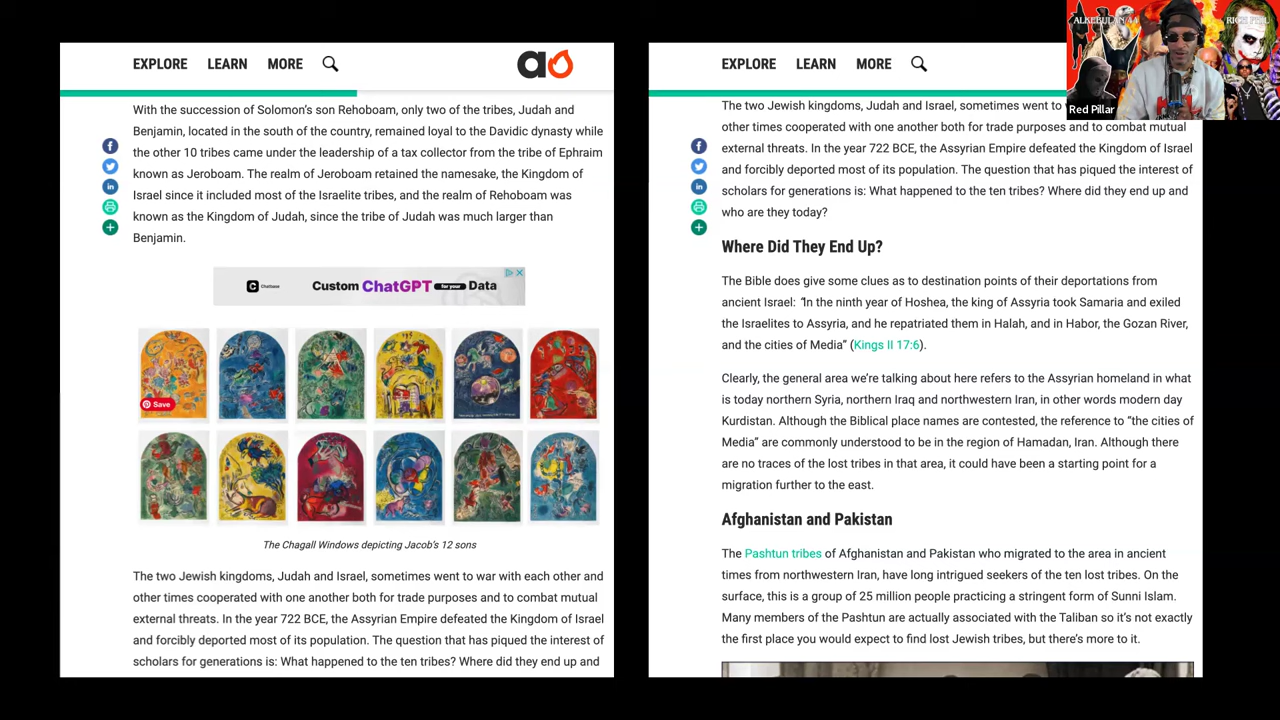 EXPLORE LEARN MORE
ao
With the succession of Solomon's son Rehoboam, only two of the tribes, Judah and
Benjamin, located in the south of the country, remained loyal to the Davidic dynasty while
the other 10 tribes came under the leadership of a tax collector from the tribe of Ephraim
known as Jeroboam. The realm of Jeroboam retained the namesake, the Kingdom of
Israel since it included most of the Israelite tribes, and the realm of Rehoboam was
known as the Kingdom of Judah, since the tribe of Judah was much larger than
Benjamin.
Chatbase Custom ChatGPT for your Data
Save
The Chagall Windows depicting Jacob's 12 sons
The two Jewish kingdoms, Judah and Israel, sometimes went to war with each other and
other times cooperated with one another both for trade purposes and to combat mutual
external threats. In the year 722 BCE, the Assyrian Empire defeated the Kingdom of Israel
and forcibly deported most of its population. The question that has piqued the interest of
scholars for generations is: What happened to the ten tribes? Where did they end up and
EXPLORE LEARN MORE
The two Jewish kingdoms, Judah and Israel, sometimes went to
other times cooperated with one another both for trade purposes and to combat mutual
external threats. In the year 722 BCE, the Assyrian Empire defeated the Kingdom of Israel
and forcibly deported most of its population. The question that has piqued the interest of
scholars for generations is: What happened to the ten tribes? Where did they end up and
who are they today?
Where Did They End Up?
The Bible does give some clues as to destination points of their deportations from
ancient Israel: "In the ninth year of Hoshea, the king of Assyria took Samaria and exiled
the Israelites to Assyria, and he repatriated them in Halah, and in Habor, the Gozan River,
and the cities of Media" (Kings II 17:6).
Clearly, the general area we're talking about here refers to the Assyrian homeland in what
is today northern Syria, northern Iraq and northwestern Iran, in other words modern day
Kurdistan. Although the Biblical place names are contested, the reference to "the cities of
Media" are commonly understood to be in the region of Hamadan, Iran. Although there
are no traces of the lost tribes in that area, it could have been a starting point for a
migration further to the east.
Afghanistan and Pakistan
The Pashtun tribes of Afghanistan and Pakistan who migrated to the area in ancient
times from northwestern Iran, have long intrigued seekers of the ten lost tribes. On the
surface, this is a group of 25 million people practicing a stringent form of Sunni Islam.
Many members of the Pashtun are actually associated with the Taliban so it's not exactly
the first place you would expect to find lost Jewish tribes, but there's more to it.
ALKEBULAN
RICH
Red Pillar